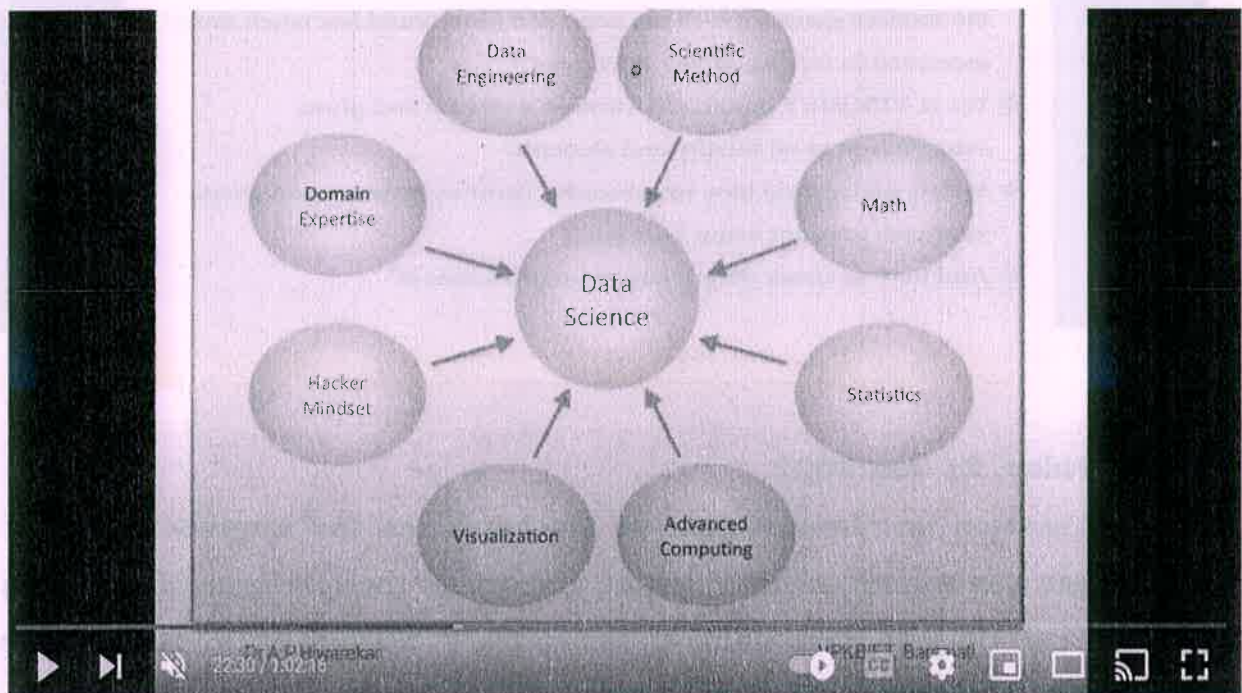 Data
Engineering
Scientific
Method
Domain
Expertise
Math
Data
Science
Hacker
Mindset
Statistics
Visualization
Advanced
Computing
22:30 / 1:02:16
CC